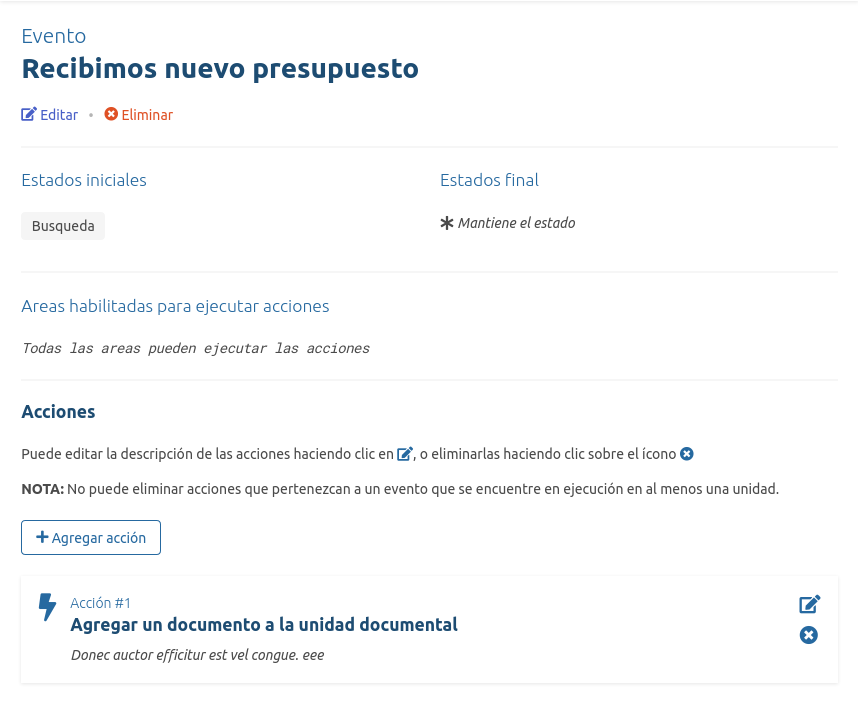 Evento
Recibimos nuevo presupuesto
Editar • Eliminar
Estados iniciales
Estados final
Busqueda
Mantiene el estado
Areas habilitadas para ejecutar acciones
Todas las areas pueden ejecutar las acciones
Acciones
Puede editar la descripción de las acciones haciendo clic en , o eliminarlas haciendo clic sobre el ícono
NOTA: No puede eliminar acciones que pertenezcan a un evento que se encuentre en ejecución en al menos una unidad.
Agregar acción
Acción #1
Agregar un documento a la unidad documental
Donec auctor efficitur est vel congue. eee